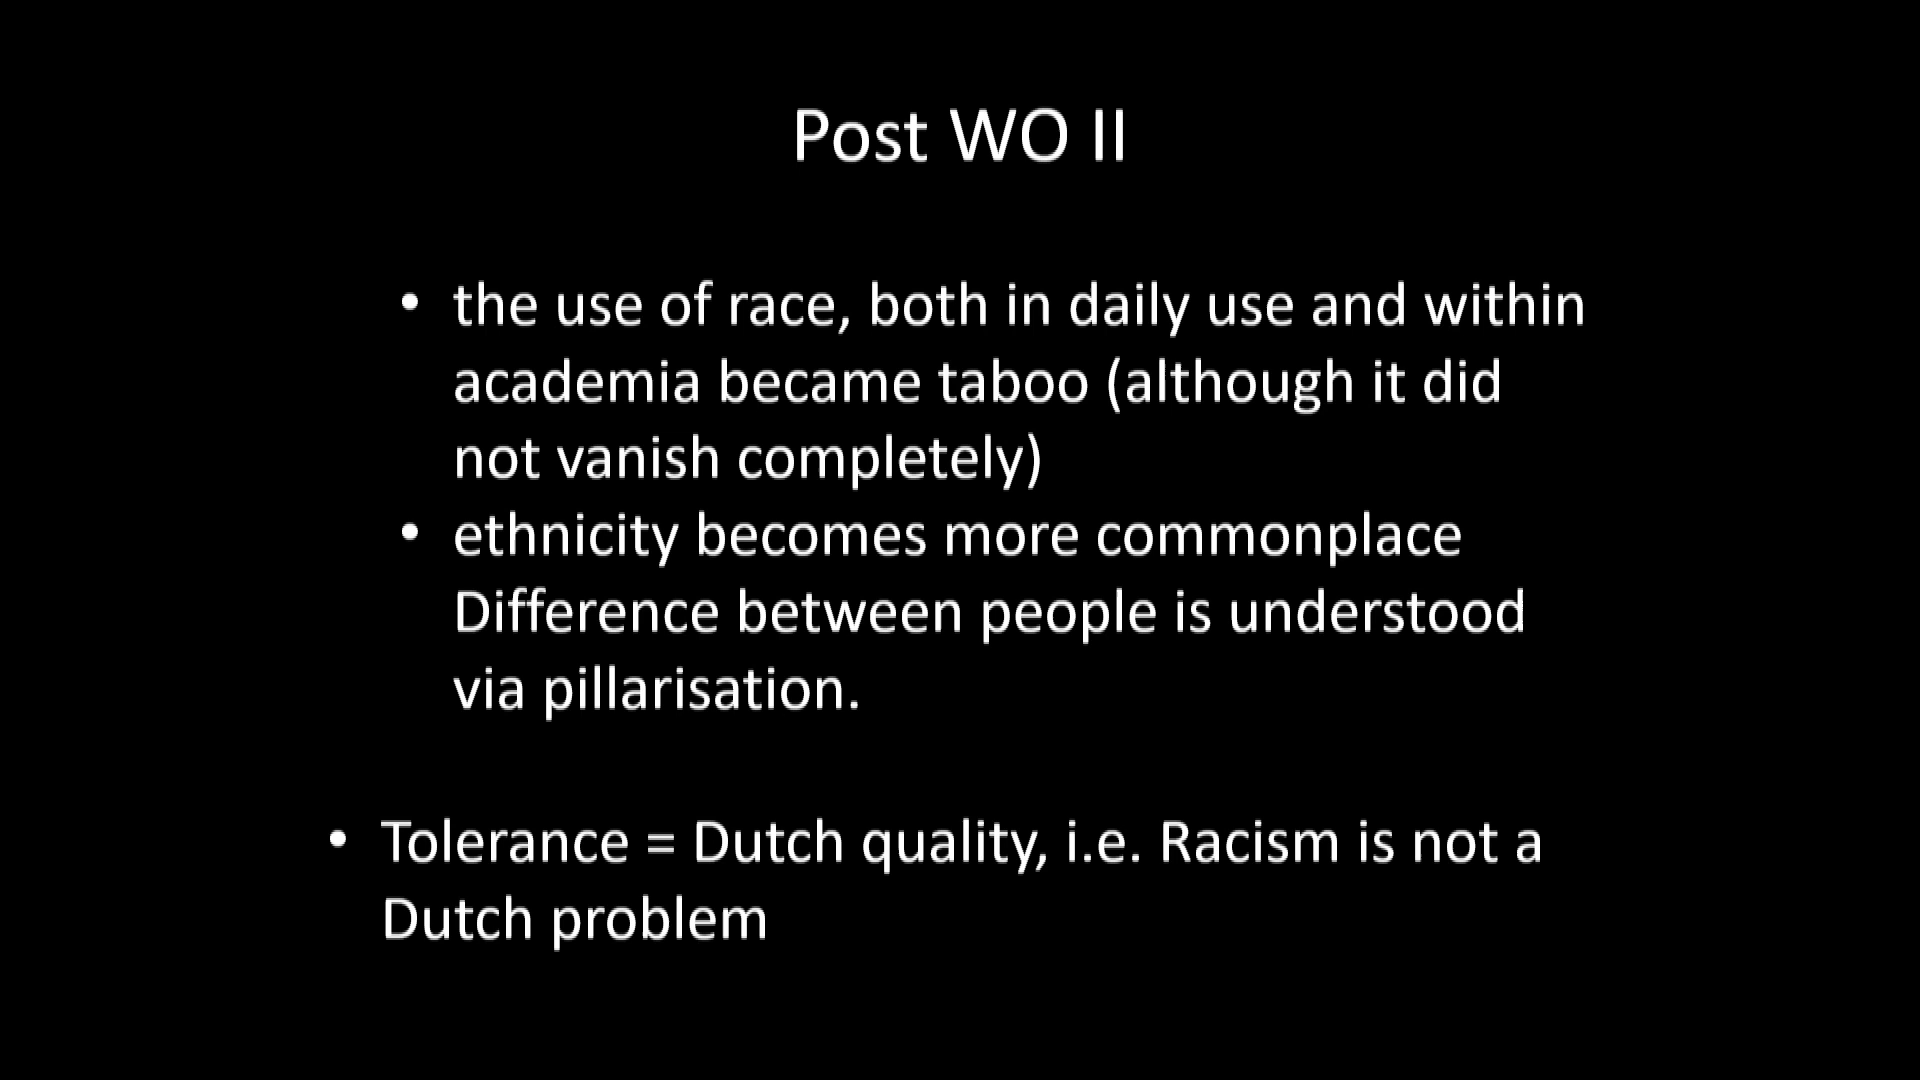 Post WO II
• the use of race, both in daily use and within
academia became taboo (although it did
not vanish completely)
• ethnicity becomes more commonplace
Difference between people is understood
via pillarisation.
• Tolerance = Dutch quality, i.e. Racism is not a
Dutch problem